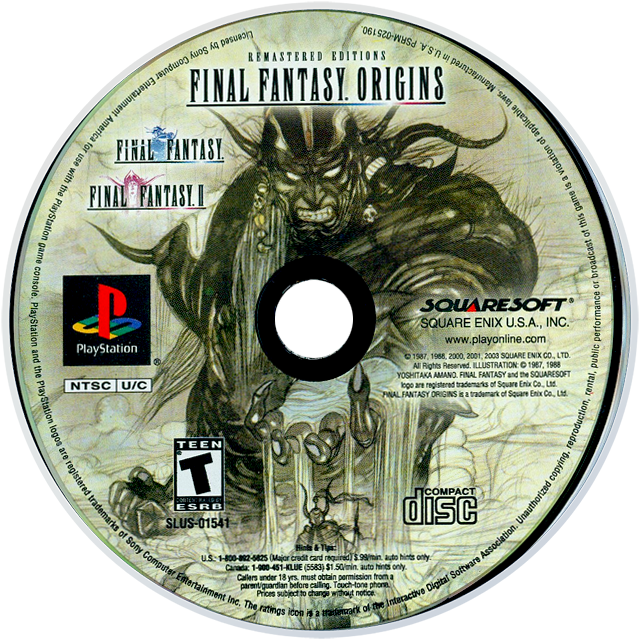 REMASTERED EDITIONS
FINAL FANTASY. ORIGINS
FINAL FANTASY.
FINAL FANTASY. II
PlayStation
®
NTSC U/C
SQUARESOFT®
SQUARE ENIX U.S.A., INC.
www.playonline.com
© 1987, 1988, 2000, 2001, 2003 SQUARE ENIX CO., LTD.
All Rights Reserved. ILLUSTRATION: © 1987, 1988
YOSHITAKA AMANO. FINAL FANTASY and the SQUARESOFT
logo are registered trademarks of Square Enix Co., Ltd.
FINAL FANTASY ORIGINS is a trademark of Square Enix Co., Ltd.
TEEN
T
CONTENT RATED BY
ESRB
SLUS-01541
COMPACT
disc
Hints & Tips:
U.S.: 1-800-892-5625 (Major credit card required) $.99/min. auto hints only.
Canada: 1-900-451-KLUE (5583) $1.50/min. auto hints only.
Callers under 18 yrs. must obtain permission from a
parent/guardian before calling. Touch-tone phone.
Prices subject to change without notice.
Licensed by Sony Computer Entertainment America for use with the PlayStation game console. PlayStation and the PlayStation logos are registered trademarks of Sony Computer Entertainment Inc. The ratings icon is a trademark of the Interactive Digital Software Association. Unauthorized copying, reproduction, rental, public performance or broadcast of this game is a violation of applicable laws. Manufactured in U.S.A. PSRM-025190.